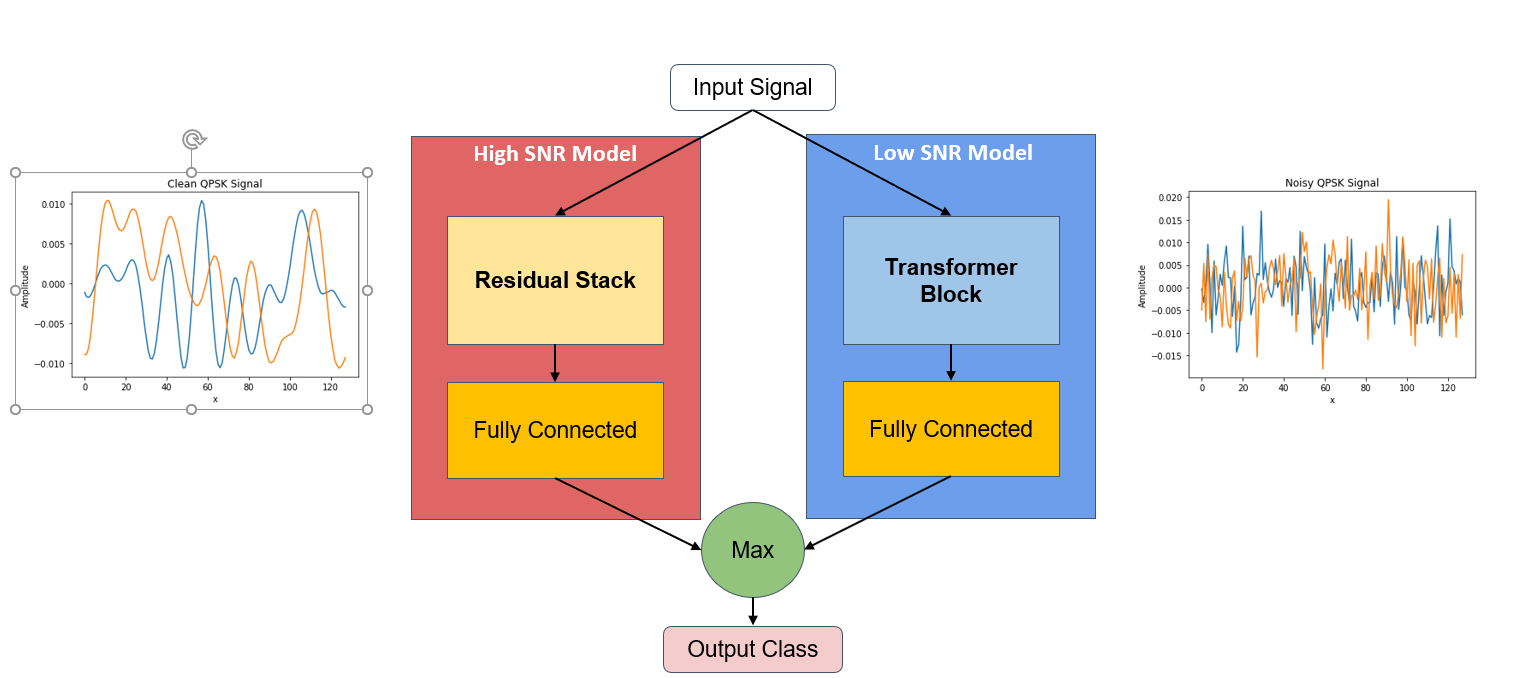 Input Signal
High SNR Model
Low SNR Model
Clean QPSK Signal
0.010
0.005
0.000
−0.005
−0.010
Amplitude
0
20
40
60
80
100
120
x
Residual Stack
Fully Connected
Transformer
Block
Fully Connected
Noisy QPSK Signal
0.020
0.015
0.010
0.005
0.000
−0.005
−0.010
−0.015
Amplitude
0
20
40
60
80
100
120
x
Max
Output Class